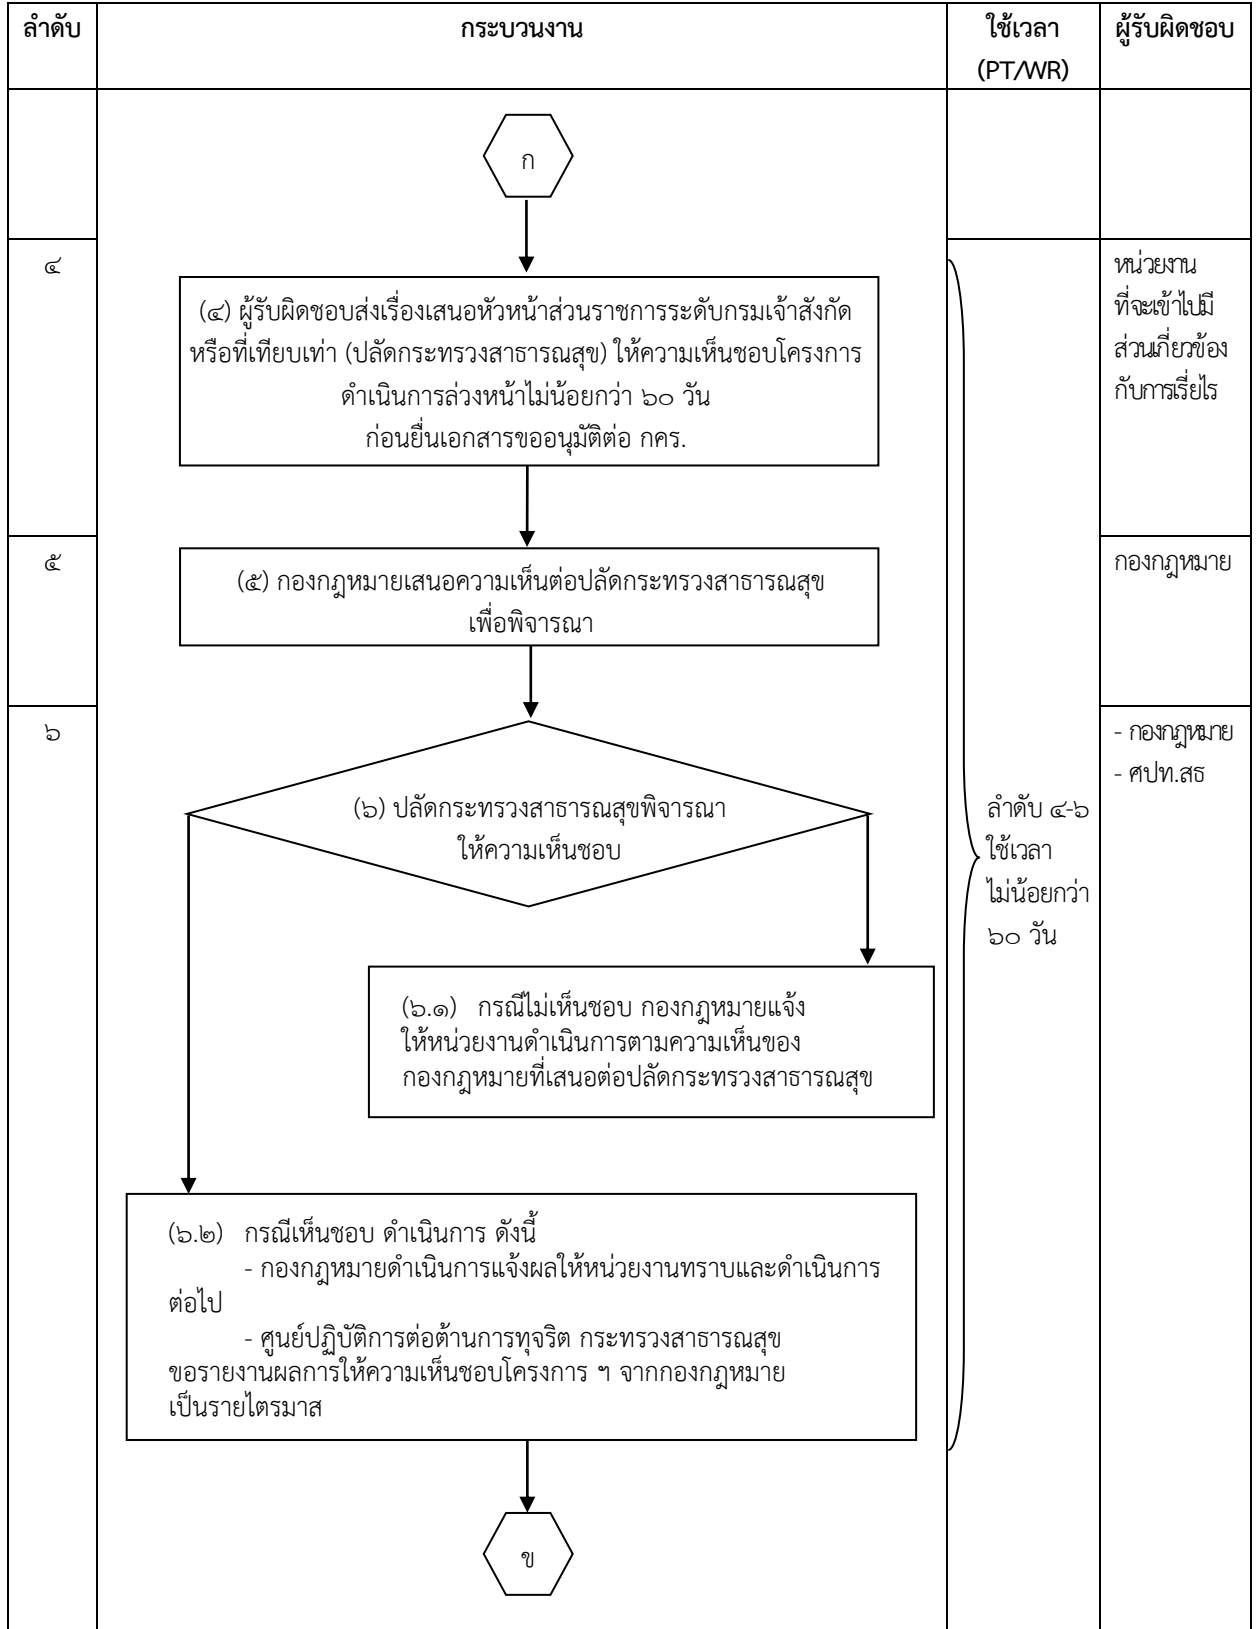 ลำดับ
กระบวนงาน
ใช้เวลา
(PT/WR)
ผู้รับผิดชอบ
ก
๔
(๔) ผู้รับผิดชอบส่งเรื่องเสนอหัวหน้าส่วนราชการระดับกรมเจ้าสังกัด
หรือที่เทียบเท่า (ปลัดกระทรวงสาธารณสุข) ให้ความเห็นชอบโครงการ
ดำเนินการล่วงหน้าไม่น้อยกว่า ๖๐ วัน
ก่อนยื่นเอกสารขออนุมัติต่อ กคร.
หน่วยงาน
ที่จะเข้าไปมี
ส่วนเกี่ยวข้อง
กับการเรี่ยไร
๕
(๕) กองกฎหมายเสนอความเห็นต่อปลัดกระทรวงสาธารณสุข
เพื่อพิจารณา
กองกฎหมาย
๖
(๖) ปลัดกระทรวงสาธารณสุขพิจารณา
ให้ความเห็นชอบ
ลำดับ ๔-๖
ใช้เวลา
ไม่น้อยกว่า
๖๐ วัน
- กองกฎหมาย
- ศปท.สธ
(๖.๑) กรณีไม่เห็นชอบ กองกฎหมายแจ้ง
ให้หน่วยงานดำเนินการตามความเห็นของ
กองกฎหมายที่เสนอต่อปลัดกระทรวงสาธารณสุข
(๖.๒) กรณีเห็นชอบ ดำเนินการ ดังนี้
- กองกฎหมายดำเนินการแจ้งผลให้หน่วยงานทราบและดำเนินการ
ต่อไป
- ศูนย์ปฏิบัติการต่อต้านการทุจริต กระทรวงสาธารณสุข
ขอรายงานผลการให้ความเห็นชอบโครงการ ฯ จากกองกฎหมาย
เป็นรายไตรมาส
ข